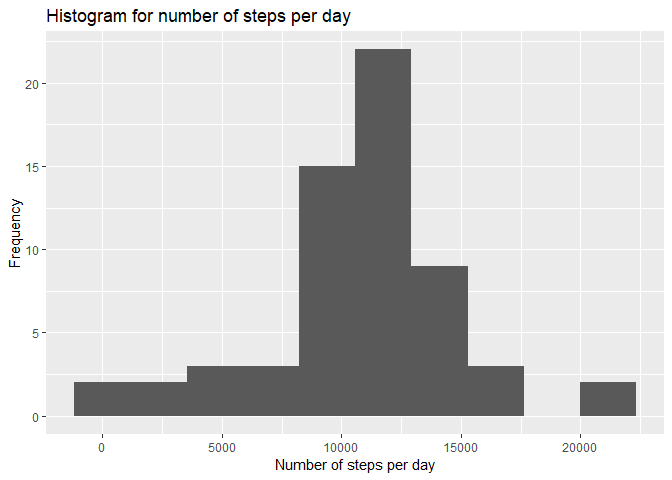 Histogram for number of steps per day
20
15
10
5
0
Frequency
0 5000 10000 15000 20000
Number of steps per day